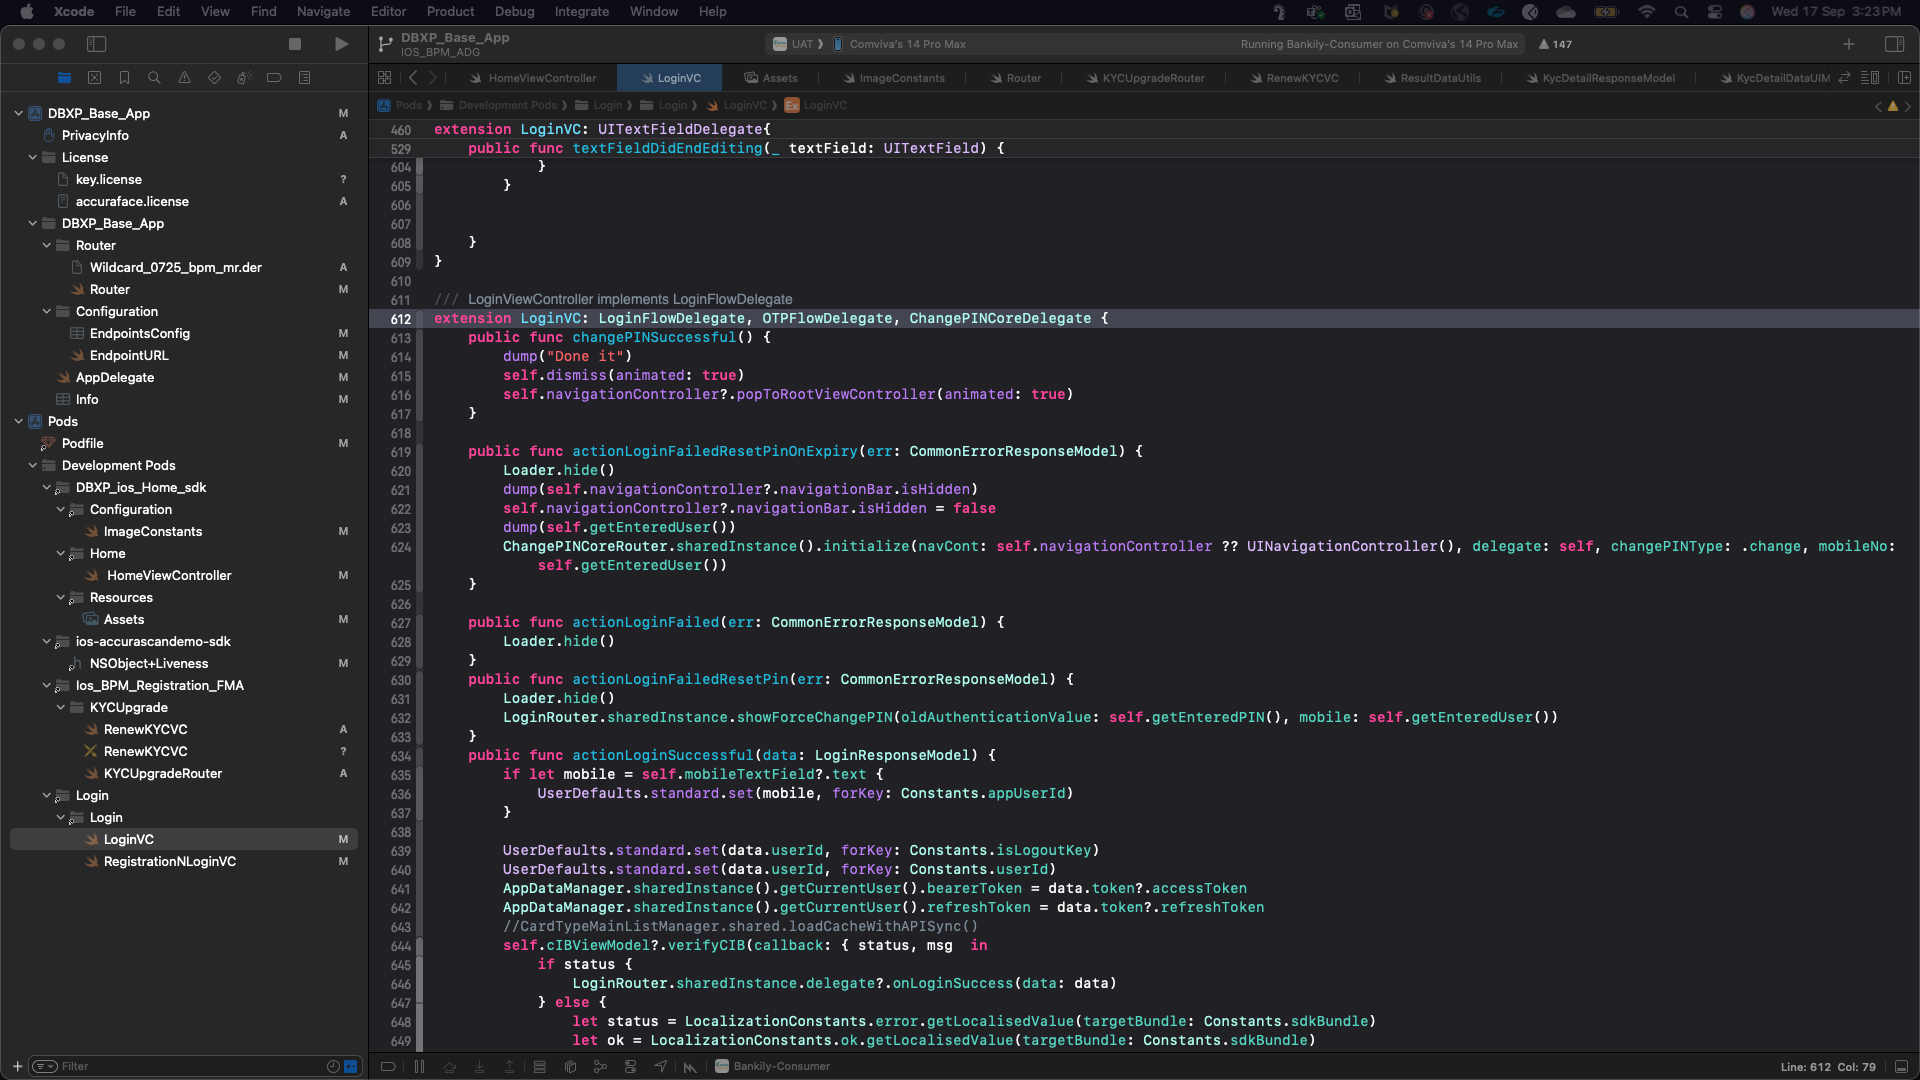 Xcode File Edit View Find Navigate Editor Product Debug Integrate Window Help Wed 17 Sep 3:23 PM
DBXP_Base_App
IOS_BPM_ADG
UAT Comviva's 14 Pro Max Running Bankily-Consumer on Comviva's 14 Pro Max 147
HomeViewController LoginVC Assets ImageConstants Router KYCUpgradeRouter RenewKYCVC ResultDataUtils KycDetailResponseModel KycDetailDataUIM
Pods Development Pods Login Login LoginVC Ex LoginVC
DBXP_Base_App M
PrivacyInfo A
License
key.license ?
accuraface.license A
DBXP_Base_App
Router
Wildcard_0725_bpm_mr.der A
Router M
Configuration
EndpointsConfig M
EndpointURL M
AppDelegate M
Info M
Pods
Podfile M
Development Pods
DBXP_ios_Home_sdk
Configuration
ImageConstants M
Home
HomeViewController M
Resources
Assets M
ios-accurascandemo-sdk
h NSObject+Liveness M
Ios_BPM_Registration_FMA
KYCUpgrade
RenewKYCVC A
RenewKYCVC ?
KYCUpgradeRouter A
Login
Login
LoginVC M
RegistrationNLoginVC M
Filter
460 extension LoginVC: UITextFieldDelegate{
529 public func textFieldDidEndEditing(_ textField: UITextField) {
604 }
605 }
606
607
608 }
609 }
610
611 /// LoginViewController implements LoginFlowDelegate
612 extension LoginVC: LoginFlowDelegate, OTPFlowDelegate, ChangePINCoreDelegate {
613 public func changePINSuccessful() {
614 dump("Done it")
615 self.dismiss(animated: true)
616 self.navigationController?.popToRootViewController(animated: true)
617 }
618
619 public func actionLoginFailedResetPinOnExpiry(err: CommonErrorResponseModel) {
620 Loader.hide()
621 dump(self.navigationController?.navigationBar.isHidden)
622 self.navigationController?.navigationBar.isHidden = false
623 dump(self.getEnteredUser())
624 ChangePINCoreRouter.sharedInstance().initialize(navCont: self.navigationController ?? UINavigationController(), delegate: self, changePINType: .change, mobileNo:
self.getEnteredUser())
625 }
626
627 public func actionLoginFailed(err: CommonErrorResponseModel) {
628 Loader.hide()
629 }
630 public func actionLoginFailedResetPin(err: CommonErrorResponseModel) {
631 Loader.hide()
632 LoginRouter.sharedInstance.showForceChangePIN(oldAuthenticationValue: self.getEnteredPIN(), mobile: self.getEnteredUser())
633 }
634 public func actionLoginSuccessful(data: LoginResponseModel) {
635 if let mobile = self.mobileTextField?.text {
636 UserDefaults.standard.set(mobile, forKey: Constants.appUserId)
637 }
638
639 UserDefaults.standard.set(data.userId, forKey: Constants.isLogoutKey)
640 UserDefaults.standard.set(data.userId, forKey: Constants.userId)
641 AppDataManager.sharedInstance().getCurrentUser().bearerToken = data.token?.accessToken
642 AppDataManager.sharedInstance().getCurrentUser().refreshToken = data.token?.refreshToken
643 //CardTypeMainListManager.shared.loadCacheWithAPISync()
644 self.cIBViewModel?.verifyCIB(callback: { status, msg in
645 if status {
646 LoginRouter.sharedInstance.delegate?.onLoginSuccess(data: data)
647 } else {
648 let status = LocalizationConstants.error.getLocalisedValue(targetBundle: Constants.sdkBundle)
649 let ok = LocalizationConstants.ok.getLocalisedValue(targetBundle: Constants.sdkBundle)
Bankily-Consumer
Line: 612 Col: 79